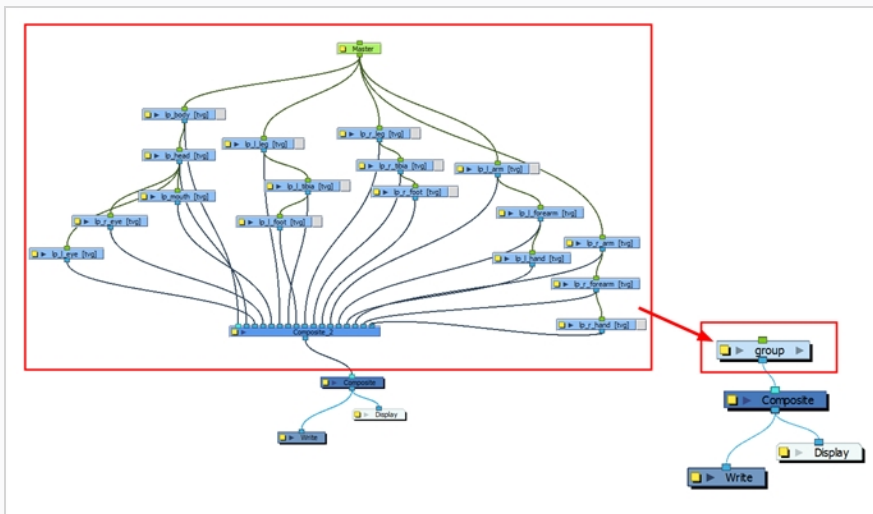 Master
lp_body [tvg]
lp_l_leg [tvg]
lp_r_leg [tvg]
lp_head [tvg]
lp_r_tibia [tvg]
lp_l_arm [tvg]
lp_l_tibia [tvg]
lp_r_foot [tvg]
lp_mouth [tvg]
lp_l_forearm [tvg]
lp_r_eye [tvg]
lp_l_foot [tvg]
lp_r_arm [tvg]
lp_l_eye [tvg]
lp_l_hand [tvg]
lp_r_forearm [tvg]
lp_r_hand [tvg]
Composite_2
group
Composite
Display
Write
Composite
Display
Write